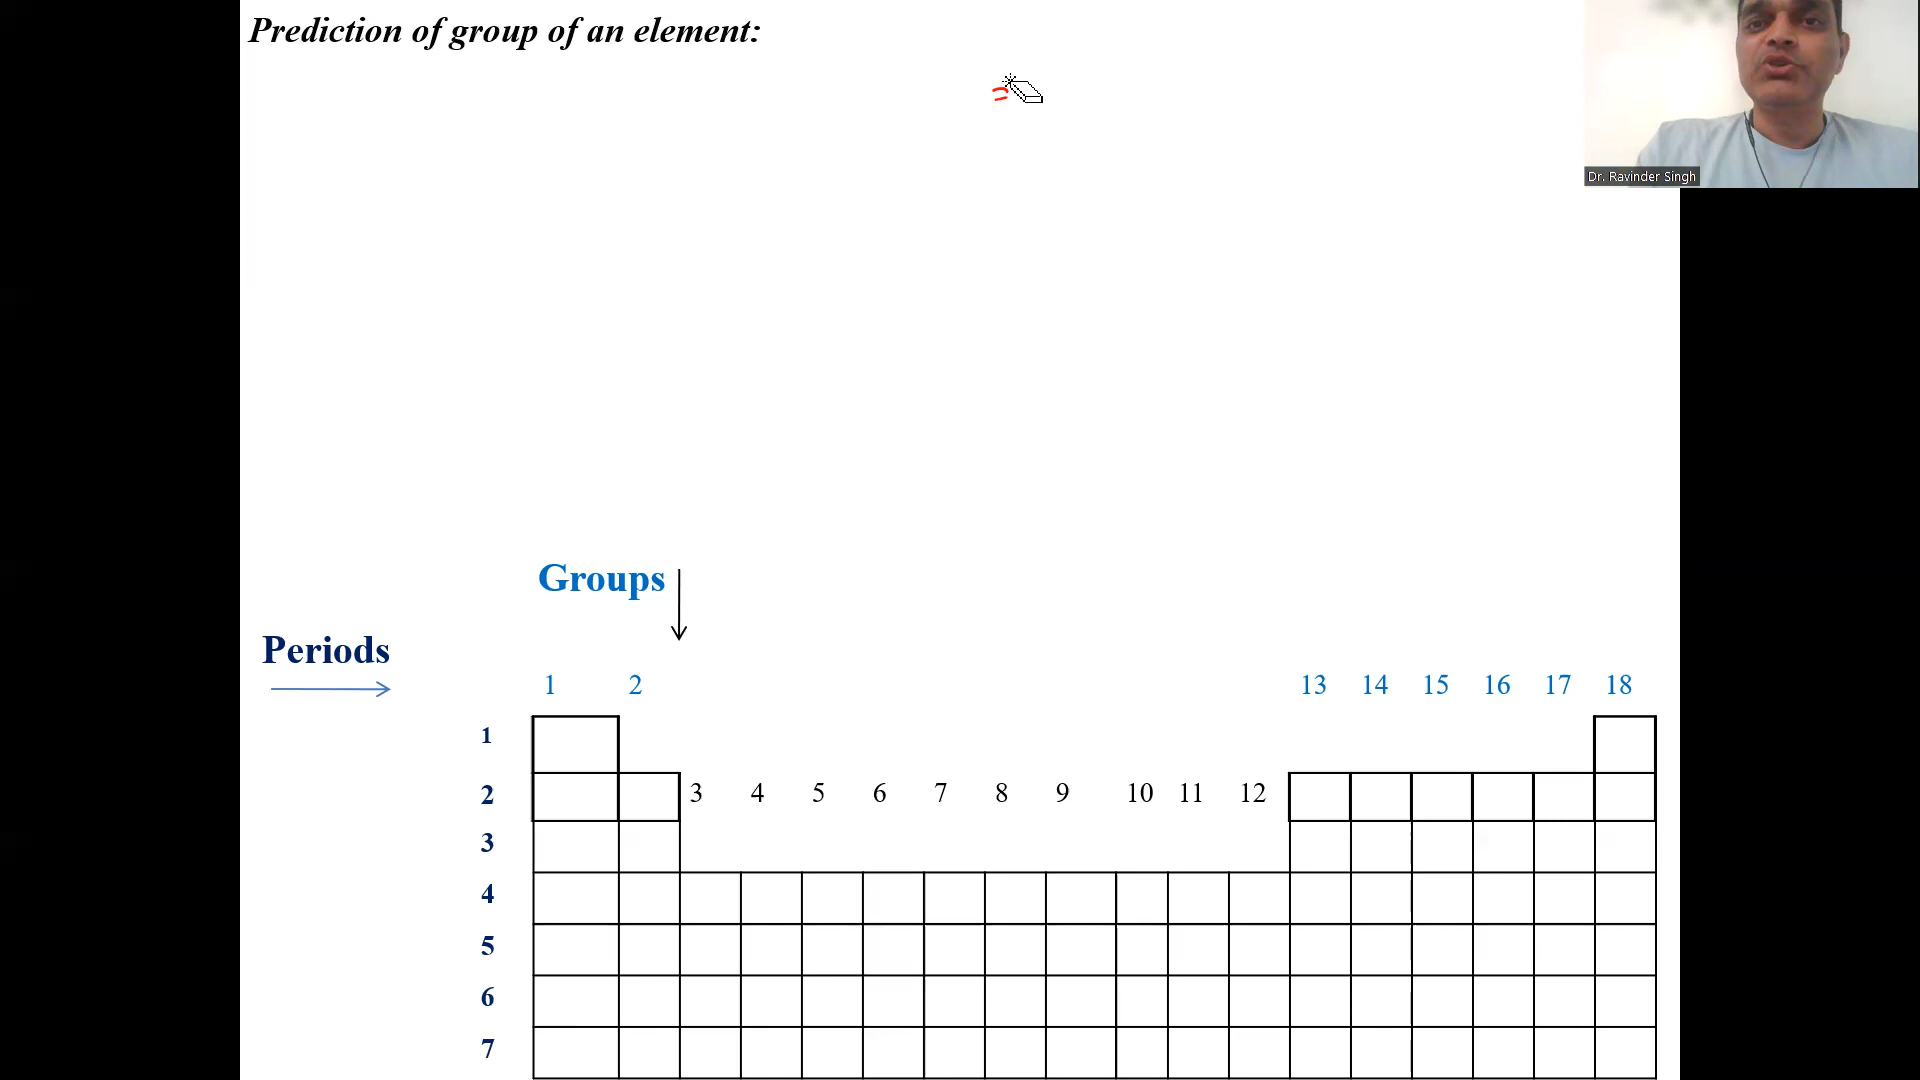 Prediction of group of an element:
Dr. Ravinder Singh
Groups
Periods
1 2 13 14 15 16 17 18
1
2 3 4 5 6 7 8 9 10 11 12
3
4
5
6
7